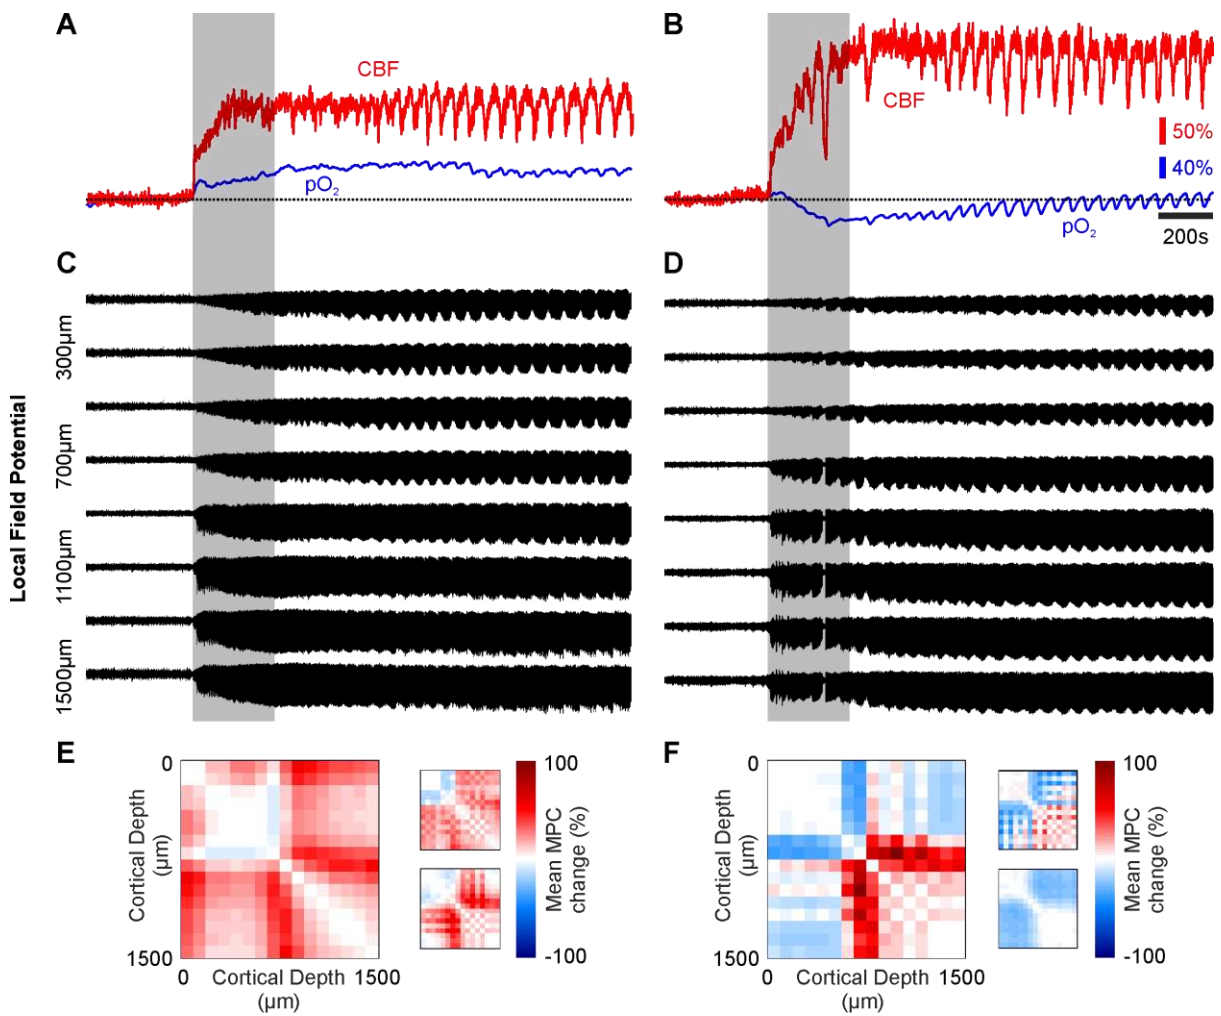 A
CBF
pO2
B
CBF
50%
40%
pO2
200s
C
D
Local Field Potential
300µm
700µm
1100µm
1500µm
E
0
Cortical Depth
(µm)
1500
0
Cortical Depth
1500
(µm)
100
Mean MPC
change (%)
-100
F
0
Cortical Depth
(µm)
1500
0
Cortical Depth
1500
(µm)
100
Mean MPC
change (%)
-100